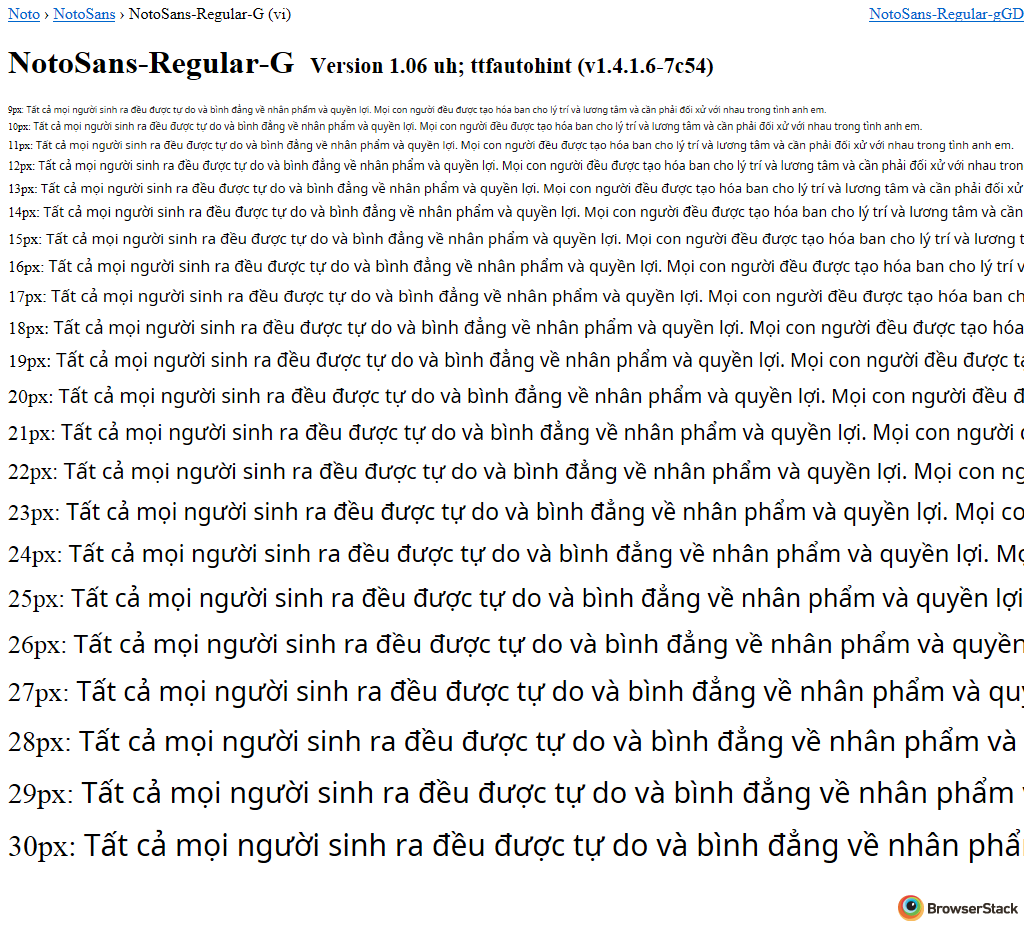 Noto › NotoSans › NotoSans-Regular-G (vi) NotoSans-Regular-gGD
NotoSans-Regular-G Version 1.06 uh; ttfautohint (v1.4.1.6-7c54)
9px: Tất cả mọi người sinh ra đều được tự do và bình đẳng về nhân phẩm và quyền lợi. Mọi con người đều được tạo hóa ban cho lý trí và lương tâm và cần phải đối xử với nhau trong tình anh em.
10px: Tất cả mọi người sinh ra đều được tự do và bình đẳng về nhân phẩm và quyền lợi. Mọi con người đều được tạo hóa ban cho lý trí và lương tâm và cần phải đối xử với nhau trong tình anh em.
11px: Tất cả mọi người sinh ra đều được tự do và bình đẳng về nhân phẩm và quyền lợi. Mọi con người đều được tạo hóa ban cho lý trí và lương tâm và cần phải đối xử với nhau trong tình anh em.
12px: Tất cả mọi người sinh ra đều được tự do và bình đẳng về nhân phẩm và quyền lợi. Mọi con người đều được tạo hóa ban cho lý trí và lương tâm và cần phải đối xử với nhau tron
13px: Tất cả mọi người sinh ra đều được tự do và bình đẳng về nhân phẩm và quyền lợi. Mọi con người đều được tạo hóa ban cho lý trí và lương tâm và cần phải đối xử
14px: Tất cả mọi người sinh ra đều được tự do và bình đẳng về nhân phẩm và quyền lợi. Mọi con người đều được tạo hóa ban cho lý trí và lương tâm và cần
15px: Tất cả mọi người sinh ra đều được tự do và bình đẳng về nhân phẩm và quyền lợi. Mọi con người đều được tạo hóa ban cho lý trí và lương t
16px: Tất cả mọi người sinh ra đều được tự do và bình đẳng về nhân phẩm và quyền lợi. Mọi con người đều được tạo hóa ban cho lý trí v
17px: Tất cả mọi người sinh ra đều được tự do và bình đẳng về nhân phẩm và quyền lợi. Mọi con người đều được tạo hóa ban ch
18px: Tất cả mọi người sinh ra đều được tự do và bình đẳng về nhân phẩm và quyền lợi. Mọi con người đều được tạo hóa
19px: Tất cả mọi người sinh ra đều được tự do và bình đẳng về nhân phẩm và quyền lợi. Mọi con người đều được tạ
20px: Tất cả mọi người sinh ra đều được tự do và bình đẳng về nhân phẩm và quyền lợi. Mọi con người đều đ
21px: Tất cả mọi người sinh ra đều được tự do và bình đẳng về nhân phẩm và quyền lợi. Mọi con người
22px: Tất cả mọi người sinh ra đều được tự do và bình đẳng về nhân phẩm và quyền lợi. Mọi con ng
23px: Tất cả mọi người sinh ra đều được tự do và bình đẳng về nhân phẩm và quyền lợi. Mọi co
24px: Tất cả mọi người sinh ra đều được tự do và bình đẳng về nhân phẩm và quyền lợi. Mọ
25px: Tất cả mọi người sinh ra đều được tự do và bình đẳng về nhân phẩm và quyền lợi
26px: Tất cả mọi người sinh ra đều được tự do và bình đẳng về nhân phẩm và quyền
27px: Tất cả mọi người sinh ra đều được tự do và bình đẳng về nhân phẩm và quy
28px: Tất cả mọi người sinh ra đều được tự do và bình đẳng về nhân phẩm và
29px: Tất cả mọi người sinh ra đều được tự do và bình đẳng về nhân phẩm
30px: Tất cả mọi người sinh ra đều được tự do và bình đẳng về nhân phẩ
BrowserStack